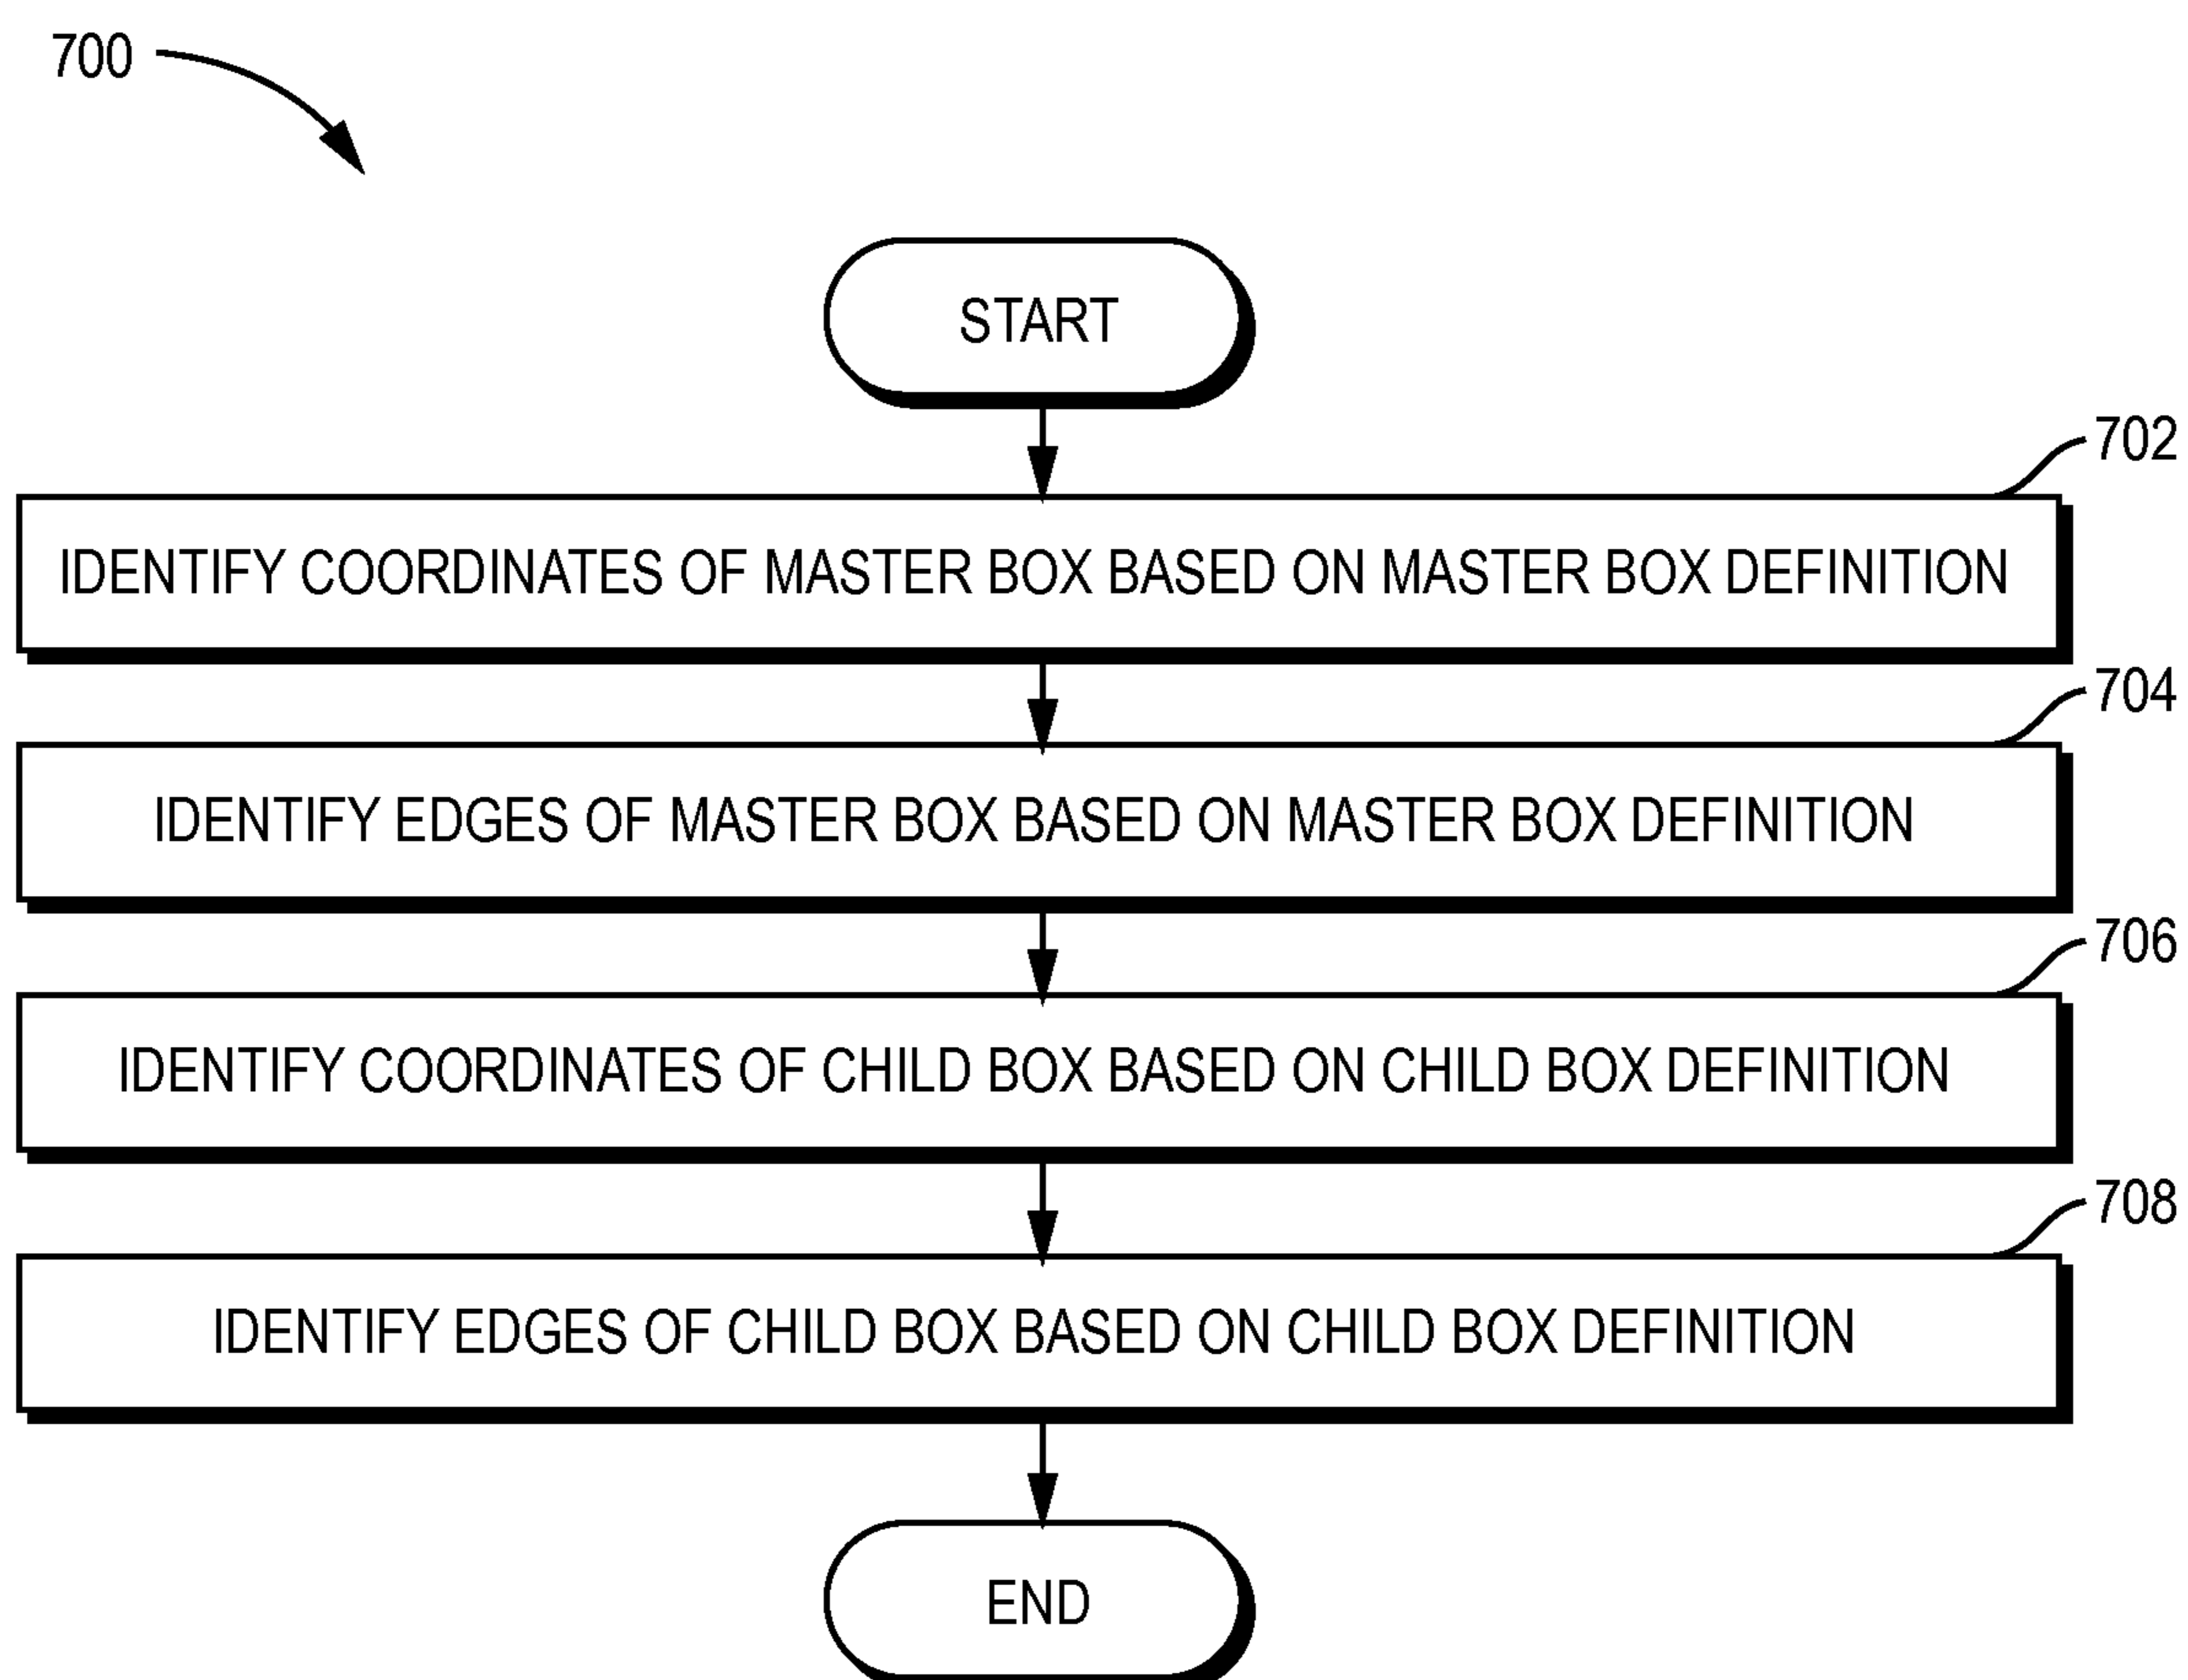 700
START
702
IDENTIFY COORDINATES OF MASTER BOX BASED ON MASTER BOX DEFINITION
704
IDENTIFY EDGES OF MASTER BOX BASED ON MASTER BOX DEFINITION
706
IDENTIFY COORDINATES OF CHILD BOX BASED ON CHILD BOX DEFINITION
708
IDENTIFY EDGES OF CHILD BOX BASED ON CHILD BOX DEFINITION
END